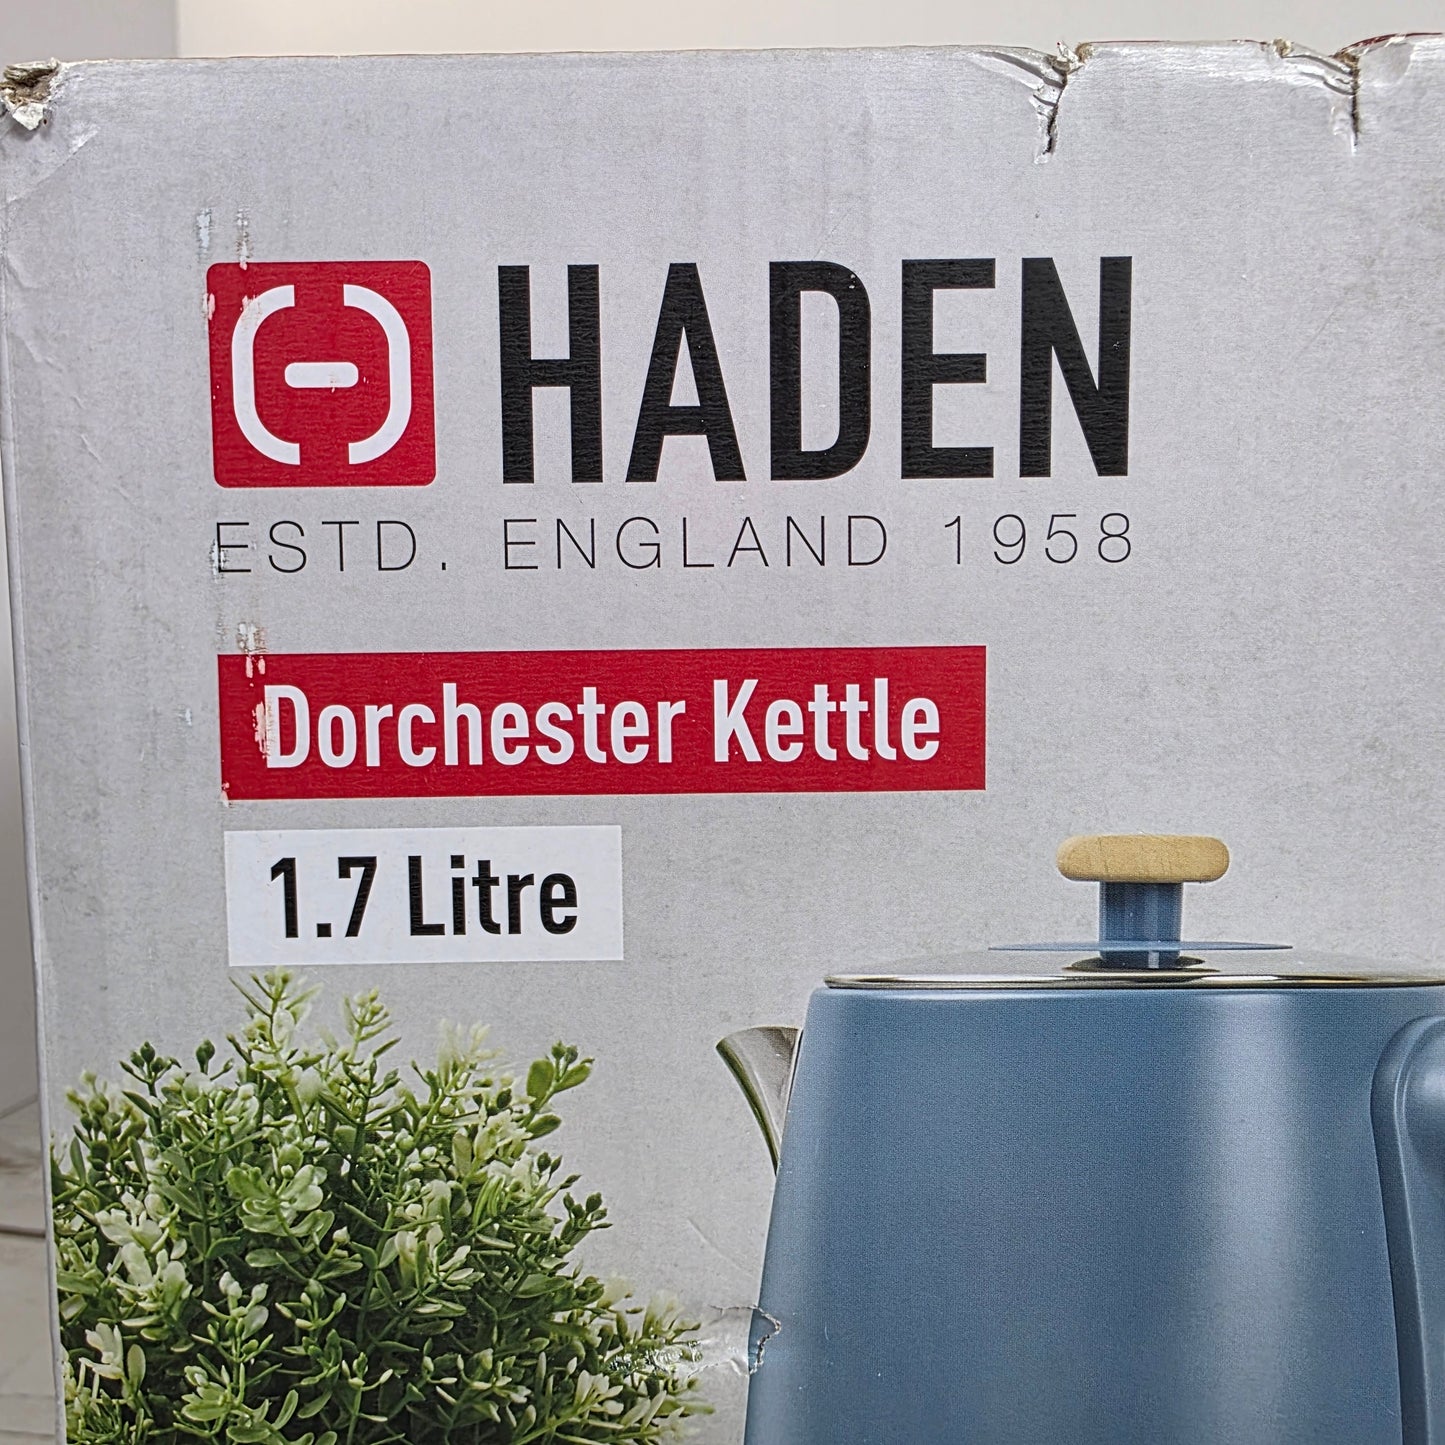 HADEN
ESTD. ENGLAND 1958
Dorchester Kettle
1.7 Litre